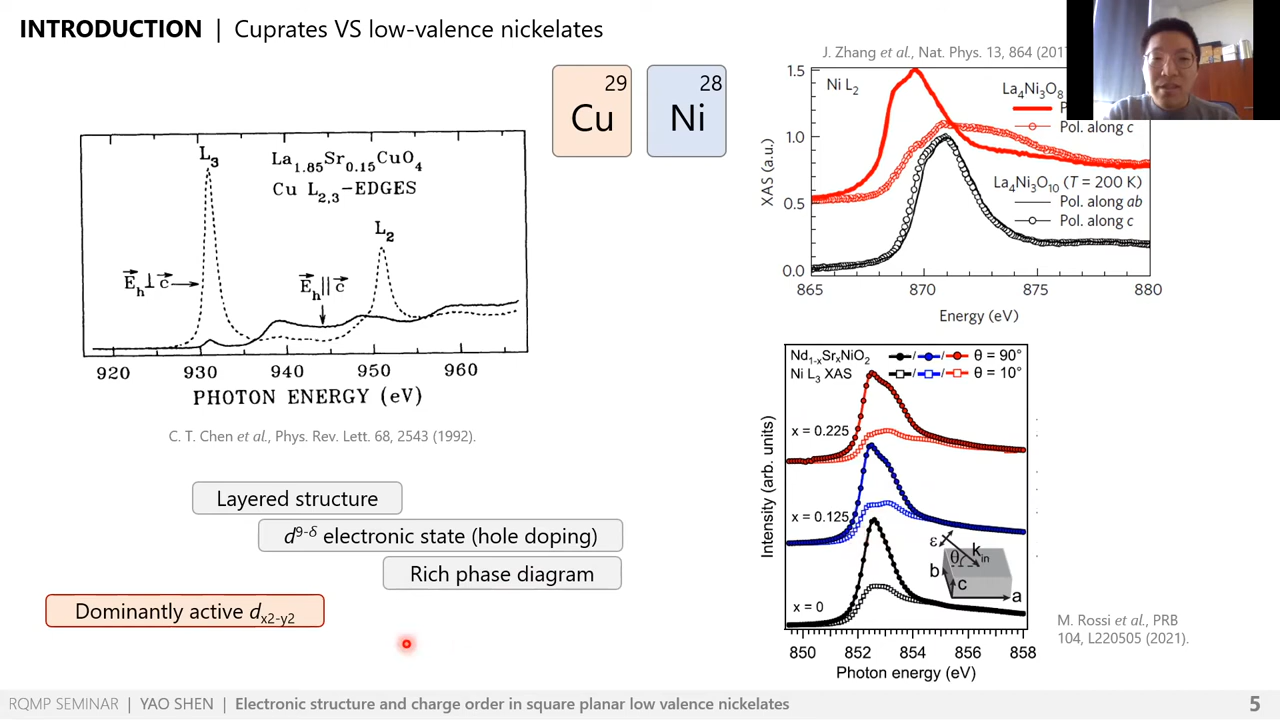 INTRODUCTION | Cuprates VS low-valence nickelates
29
Cu
28
Ni
L3
La1.85Sr0.15CuO4
Cu L2,3-EDGES
L2
Eh⊥c
Eh||c
920 930 940 950 960
PHOTON ENERGY (eV)
C. T. Chen et al., Phys. Rev. Lett. 68, 2543 (1992).
Layered structure
d9-δ electronic state (hole doping)
Rich phase diagram
Dominantly active dx2-y2
J. Zhang et al., Nat. Phys. 13, 864 (201
1.5
1.0
0.5
0.0
XAS (a.u.)
Ni L2
La4Ni3O8
Pol. along c
La4Ni3O10 (T = 200 K)
Pol. along ab
Pol. along c
865 870 875 880
Energy (eV)
Nd1-xSrxNiO2
Ni L3 XAS
θ = 90°
θ = 10°
x = 0.225
x = 0.125
x = 0
Intensity (arb. units)
ε
θ
kin
b
c
a
850 852 854 856 858
Photon energy (eV)
M. Rossi et al., PRB
104, L220505 (2021).
RQMP SEMINAR | YAO SHEN | Electronic structure and charge order in square planar low valence nickelates
5